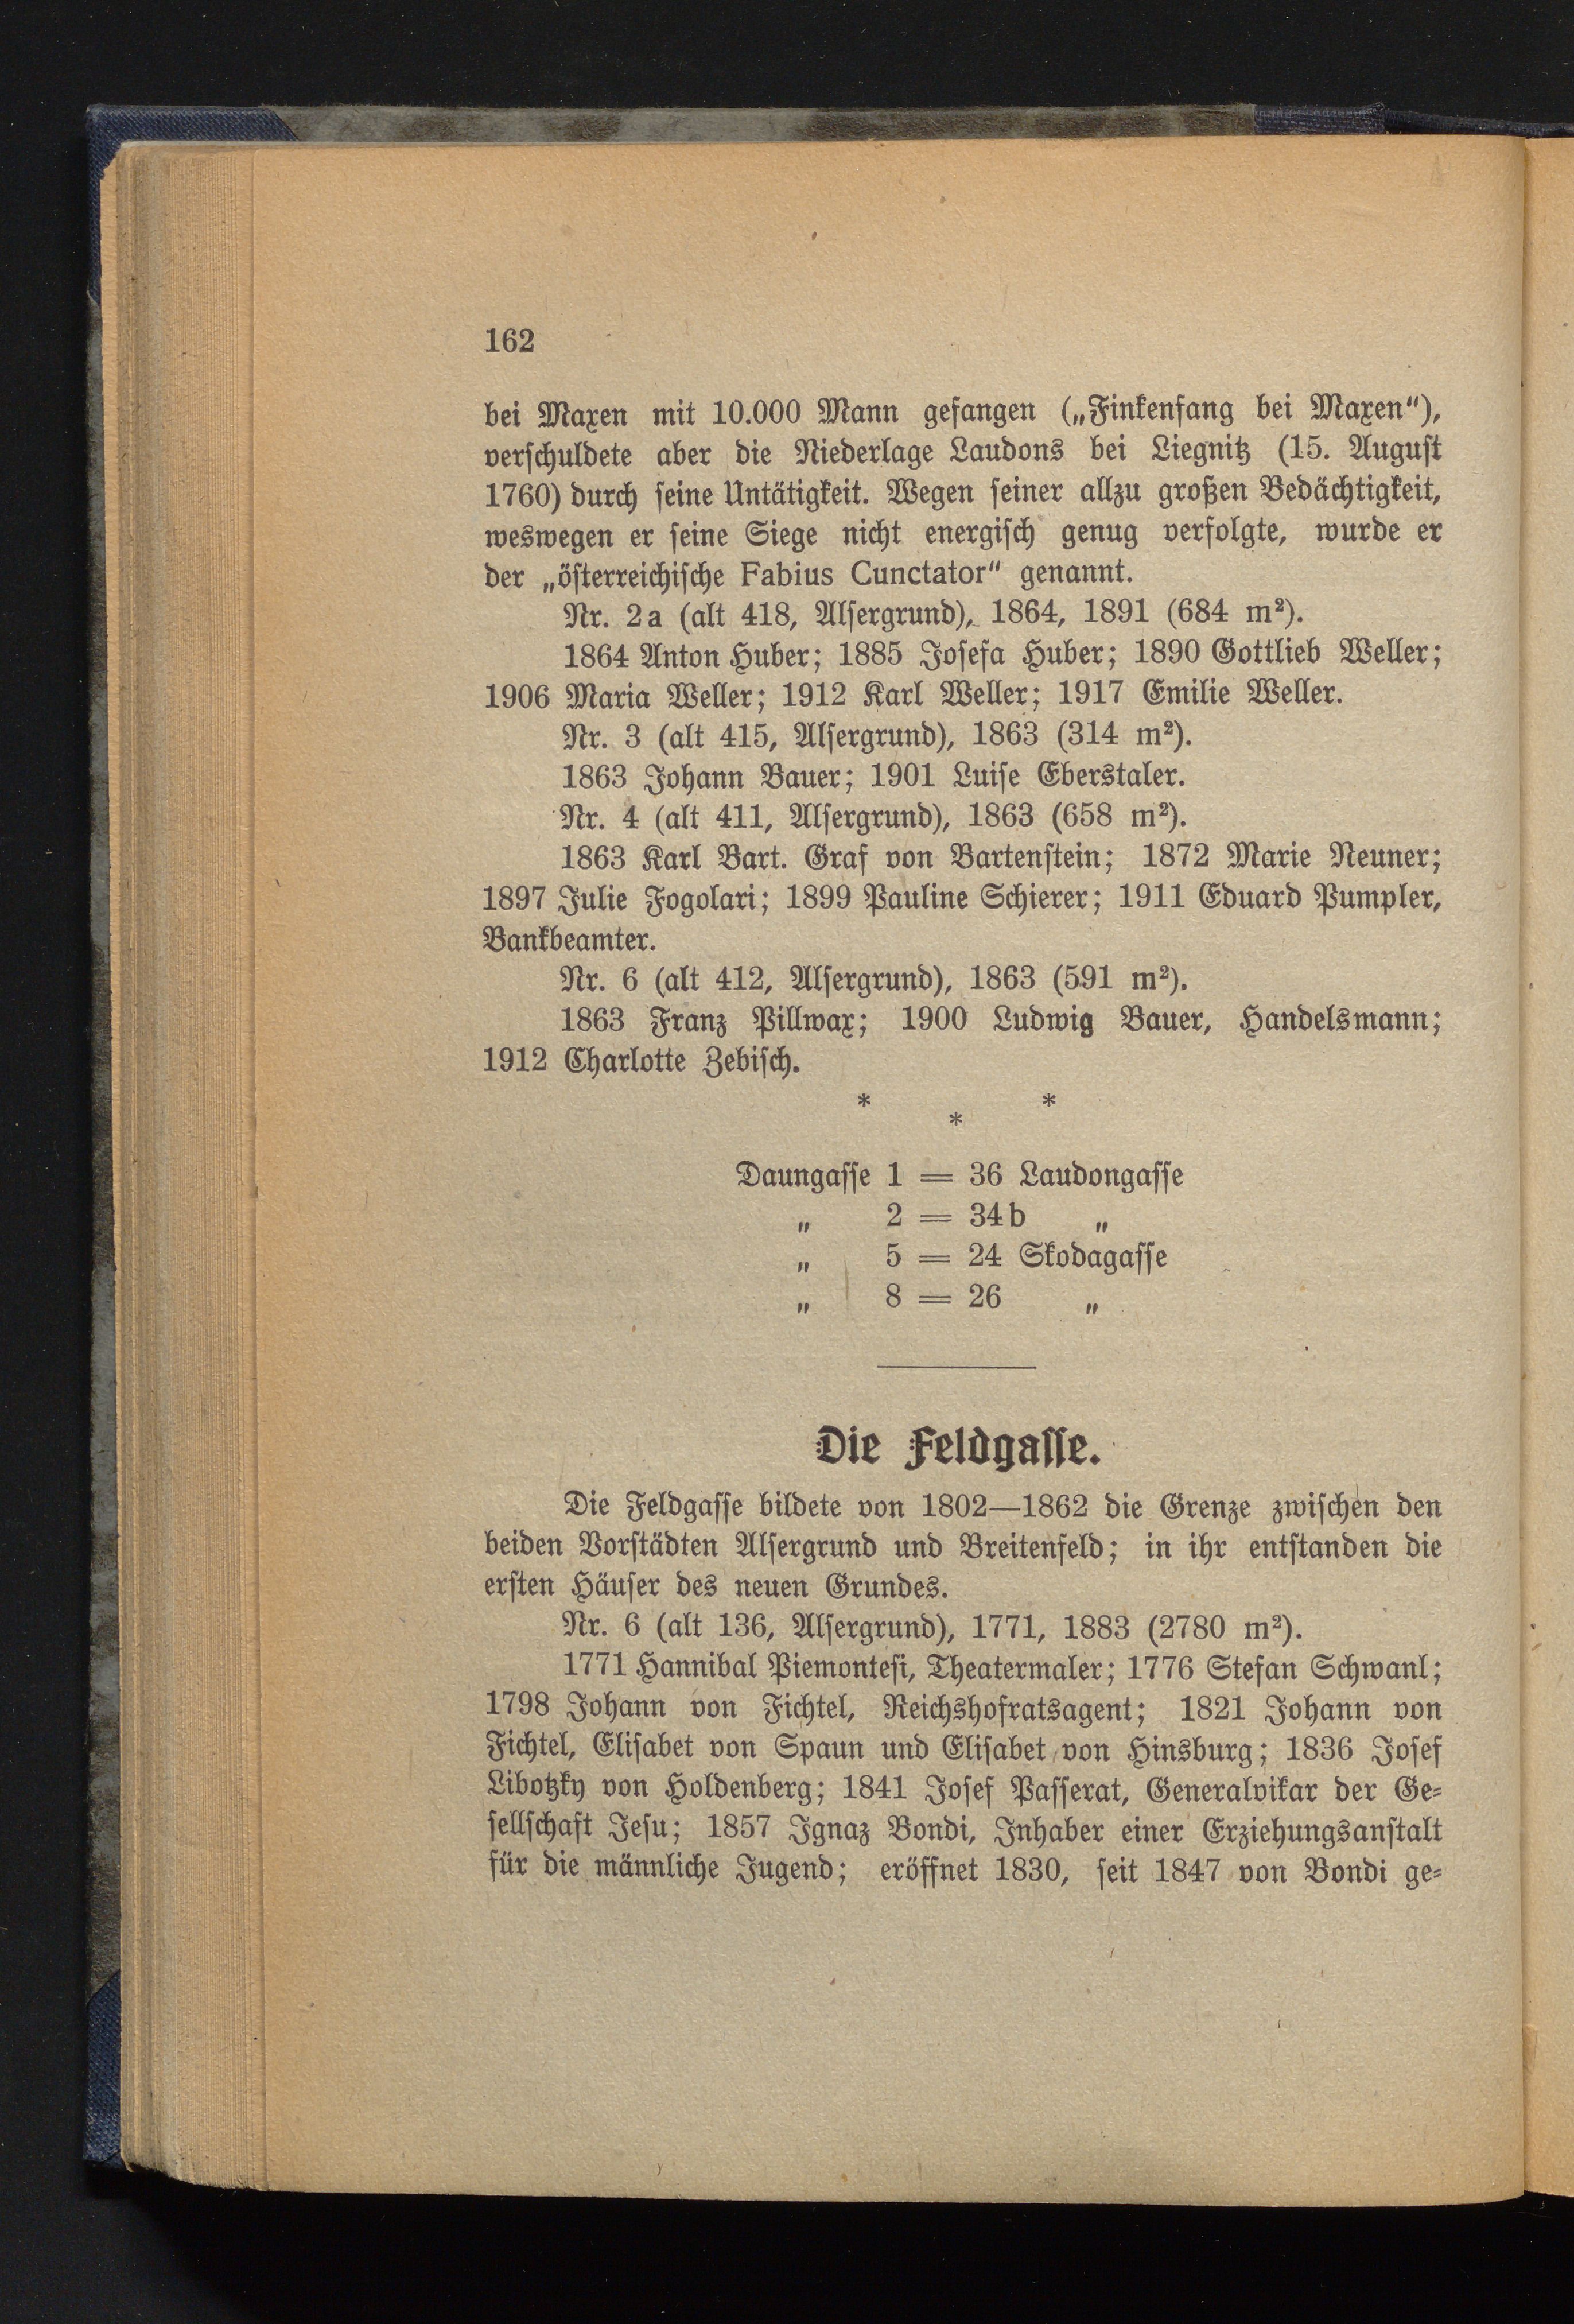 162
bei Maxen mit 10.000 Mann gefangen („Finkenfang bei Maxen“),
verschuldete aber die Niederlage Laudons bei Liegnitz (15. August
1760) durch seine Untätigkeit. Wegen seiner allzu großen Bedächtigkeit,
weswegen er seine Siege nicht energisch genug verfolgte, wurde er
der „österreichische Fabius Cunctator“ genannt.
Nr. 2a (alt 418, Alsergrund), 1864, 1891 (684 m²).
1864 Anton Huber; 1885 Josefa Huber; 1890 Gottlieb Weller;
1906 Maria Weller; 1912 Karl Weller; 1917 Emilie Weller.
Nr. 3 (alt 415, Alsergrund), 1863 (314 m²).
1863 Johann Bauer; 1901 Luise Eberstaler.
Nr. 4 (alt 411, Alsergrund), 1863 (658 m²).
1863 Karl Bart. Graf von Bartenstein; 1872 Marie Neuner;
1897 Julie Fogolari; 1899 Pauline Schierer; 1911 Eduard Pumpler,
Bankbeamter.
Nr. 6 (alt 412, Alsergrund), 1863 (591 m²).
1863 Franz Pillwax; 1900 Ludwig Bauer, Handelsmann;
1912 Charlotte Zebisch.
* * *
Daungasse 1 = 36 Laudongasse
„ 2 = 34b „
„ 5 = 24 Skodagasse
„ 8 = 26 „
Die Feldgasse.
Die Feldgasse bildete von 1802—1862 die Grenze zwischen den
beiden Vorstädten Alsergrund und Breitenfeld; in ihr entstanden die
ersten Häuser des neuen Grundes.
Nr. 6 (alt 136, Alsergrund), 1771, 1883 (2780 m²).
1771 Hannibal Piemontesi, Theatermaler; 1776 Stefan Schwanl;
1798 Johann von Fichtel, Reichshofratsagent; 1821 Johann von
Fichtel, Elisabet von Spaun und Elisabet von Hinsburg; 1836 Josef
Libotzky von Holdenberg; 1841 Josef Passerat, Generalvikar der Ge-
sellschaft Jesu; 1857 Ignaz Bondi, Inhaber einer Erziehungsanstalt
für die männliche Jugend; eröffnet 1830, seit 1847 von Bondi ge-